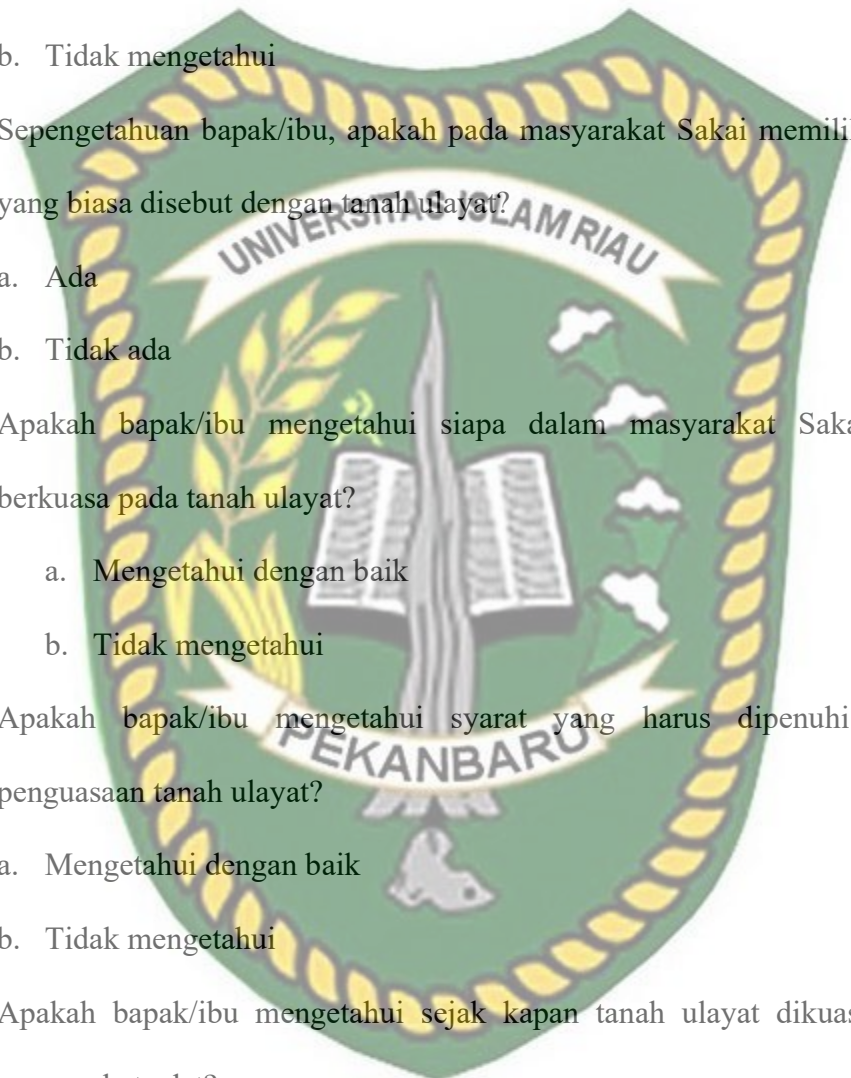 b. Tidak mengetahui
Sepengetahuan bapak/ibu, apakah pada masyarakat Sakai
yang biasa disebut dengan tanah ulayat?
UNIVERSITAS ISLAM RIAU
a. Ada
b. Tidak ada
Apakah bapak/ibu mengetahui siapa dalam masyarakat
berkuasa pada tanah ulayat?
a. Mengetahui dengan baik
b. Tidak mengetahui
Apakah bapak/ibu mengetahui syarat yang harus dipenuhi
PEKANBARU
penguasaan tanah ulayat?
a. Mengetahui dengan baik
b. Tidak mengetahui
Apakah bapak/ibu mengetahui sejak kapan tanah ulayat